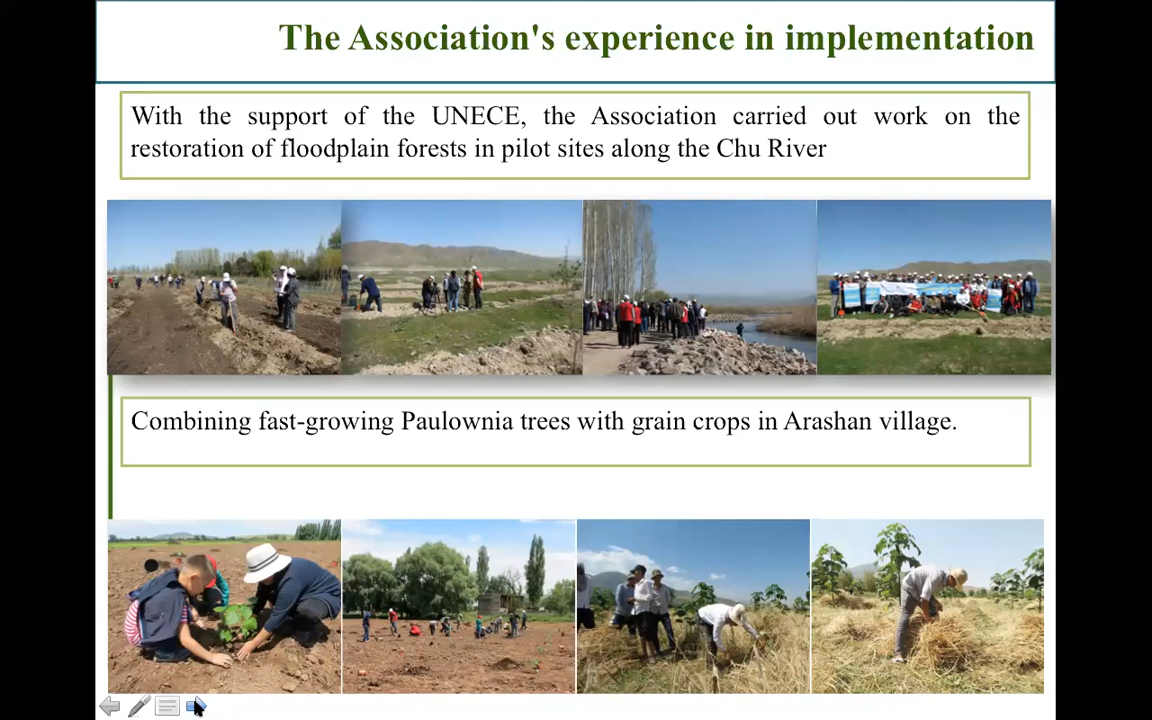 The Association's experience in implementation
With the support of the UNECE, the Association carried out work on the
restoration of floodplain forests in pilot sites along the Chu River
Combining fast-growing Paulownia trees with grain crops in Arashan village.